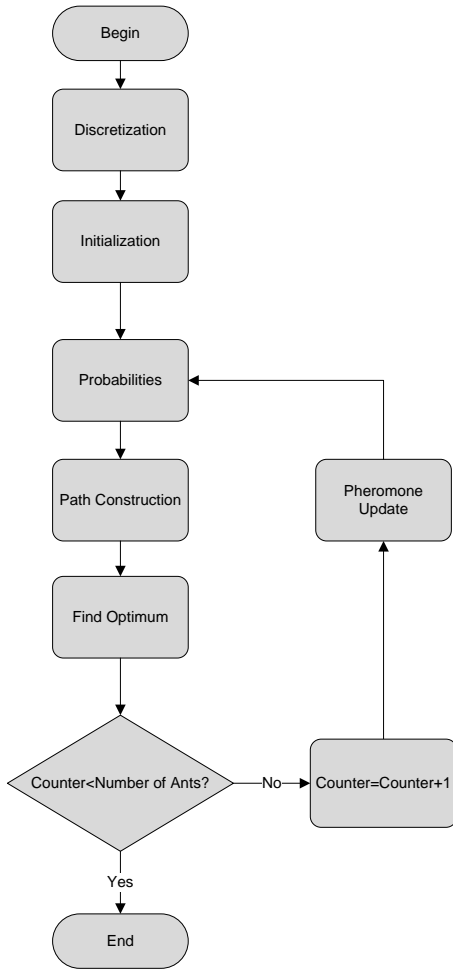 Begin
Discretization
Initialization
Probabilities
Path Construction
Pheromone
Update
Find Optimum
Counter<Number of Ants?
No
Counter=Counter+1
Yes
End